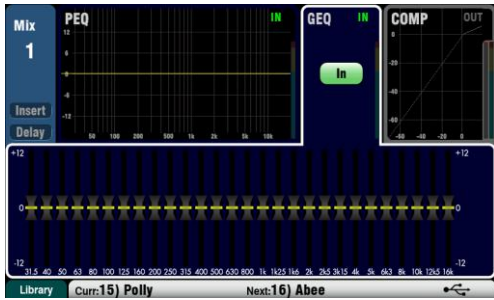 Mix
1
Insert
Delay
PEQ IN
12
6
0
-6
-12
50 100 200 500 1k 2k 5k 10k
GEQ IN
In
COMP OUT
0
-20
-40
-60
-60 -40 -20 0
+12 +12
0 0
-12 -12
31.5 40 50 63 80 100 125 160 200 250 315 400 500 630 800 1k 1k25 1k6 2k 2k5 3k15 4k 5k 6k3 8k 10k 12k5 16k
Library Curr:15) Polly Next:16) Abee